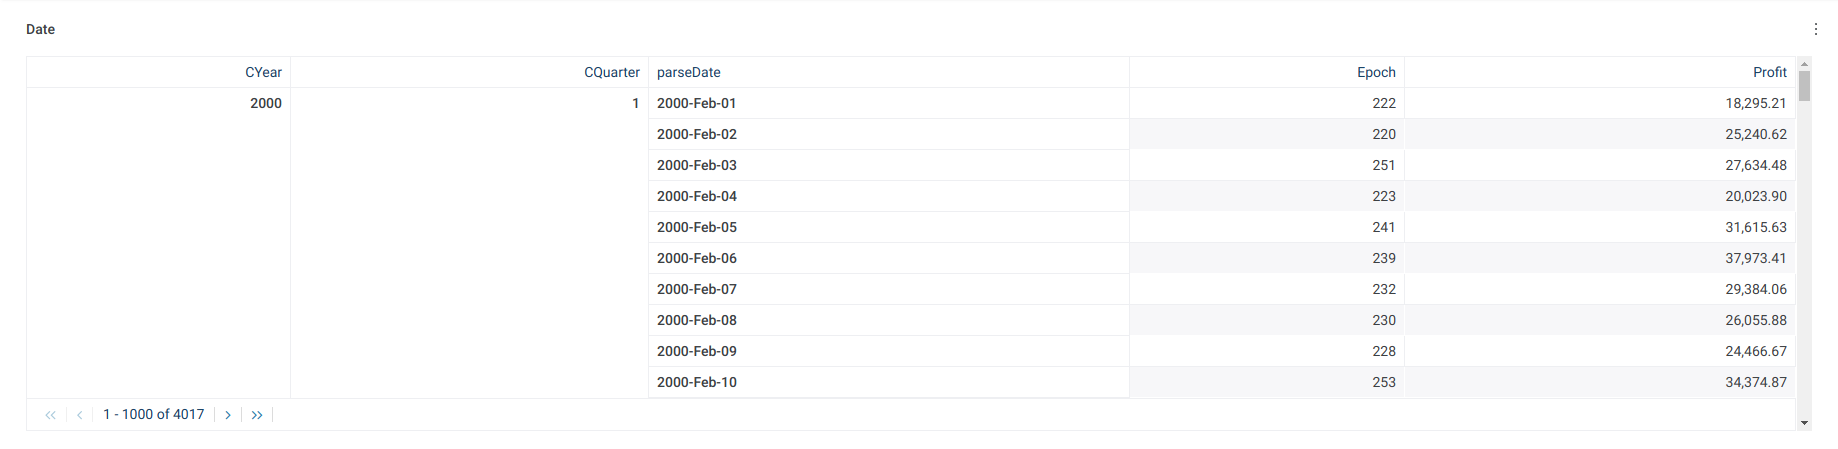 Date
CYear CQuarter parseDate Epoch Profit
2000 1 2000-Feb-01 222 18,295.21
2000-Feb-02 220 25,240.62
2000-Feb-03 251 27,634.48
2000-Feb-04 223 20,023.90
2000-Feb-05 241 31,615.63
2000-Feb-06 239 37,973.41
2000-Feb-07 232 29,384.06
2000-Feb-08 230 26,055.88
2000-Feb-09 228 24,466.67
2000-Feb-10 253 34,374.87
1 - 1000 of 4017